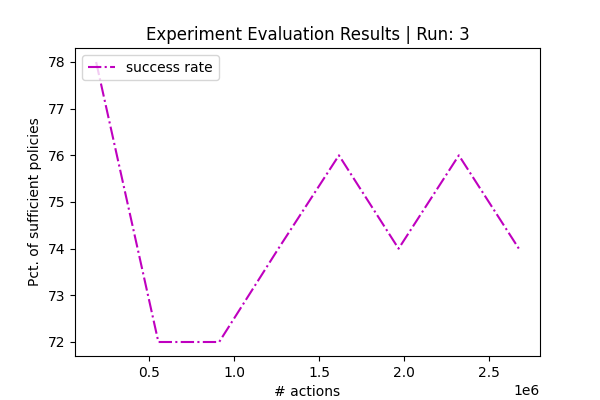 Experiment Evaluation Results | Run: 3
success rate
Pct. of sufficient policies
78
77
76
75
74
73
72
0.5 1.0 1.5 2.0 2.5
1e6
# actions